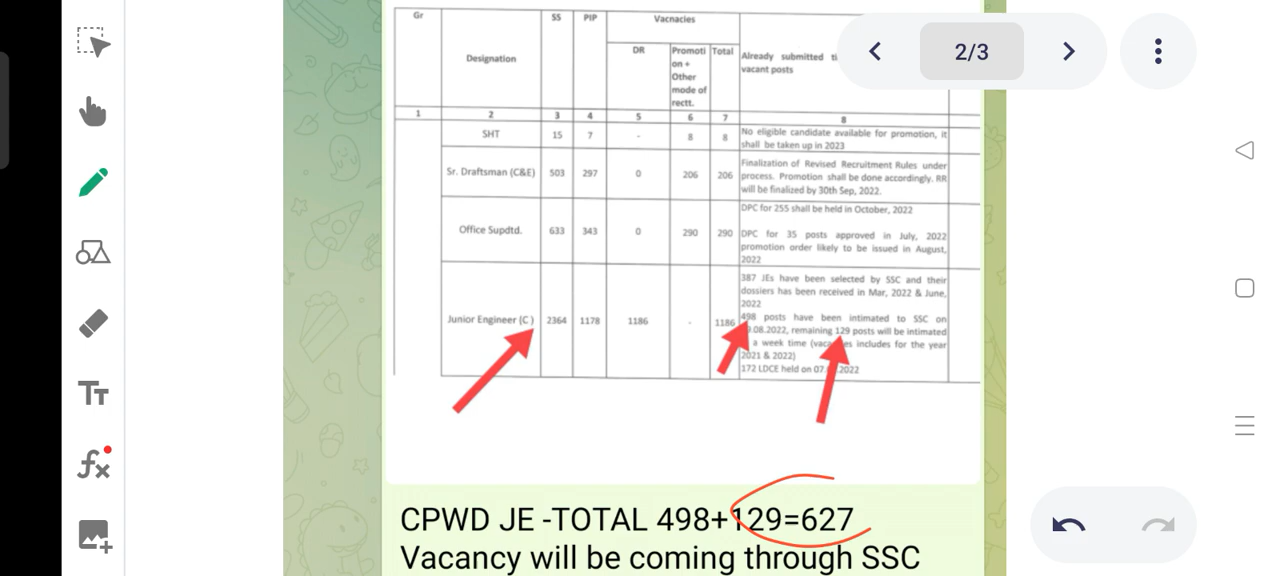 2/3
Gr
SS
PIP
Vacnacies
Designation
DR
Promoti
on +
Other
mode of
rectt.
Total
Already submitted
vacant posts
1 2 3 4 5 6 7 8
SHT 15 7 - 8 8
No eligible candidate available for promotion, it
shall be taken up in 2023
Sr. Draftsman (C&E) 503 297 0 206 206
Finalization of Revised Recruitment Rules under
process. Promotion shall be done accordingly. RR
will be finalized by 30th Sep, 2022.
Office Supdtd. 633 343 0 290 290
DPC for 255 shall be held in October, 2022
DPC for 35 posts approved in July, 2022
promotion order likely to be issued in August,
2022
Junior Engineer (C) 2364 1178 1186 - 1186
387 JEs have been selected by SSC and their
dossiers has been received in Mar, 2022 & June,
2022
498 posts have been intimated to SSC on
.08.2022, remaining 129 posts will be intimated
a week time includes for the year
2021 & 2022)
172 LDCE held on 07. 2022
CPWD JE -TOTAL 498+129=627
Vacancy will be coming through SSC
Tт
fx